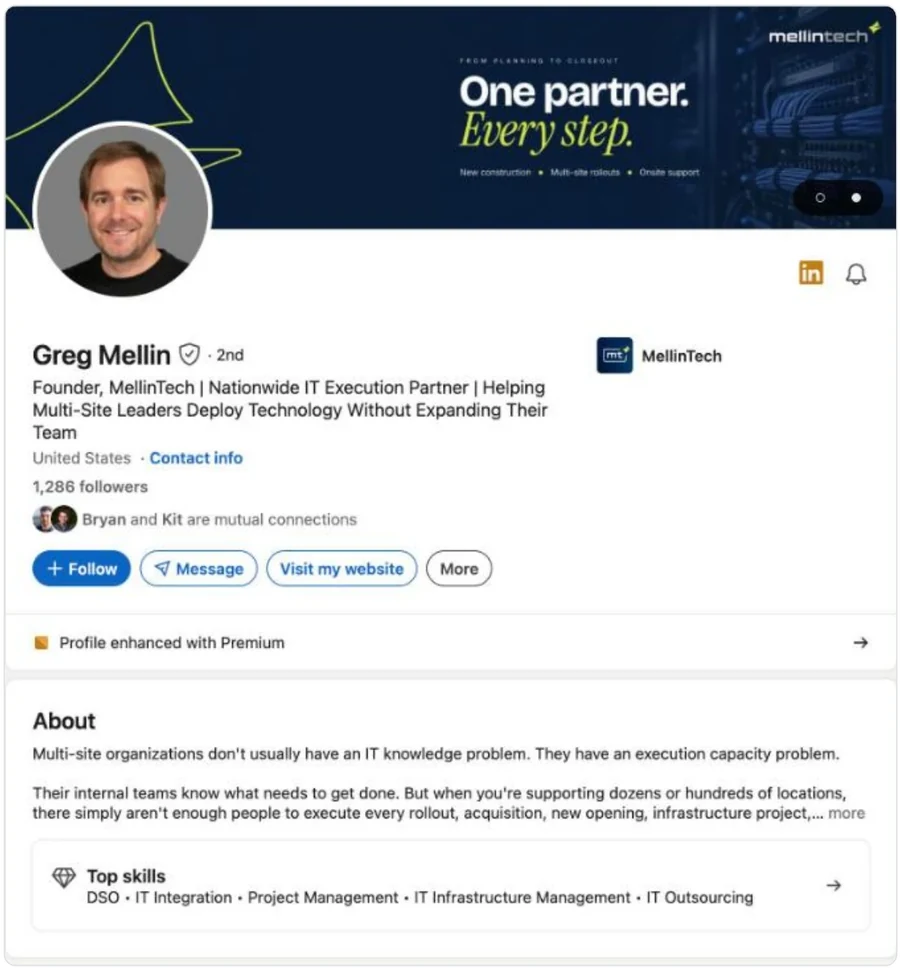 mellintech
FROM PLANNING TO CLOSEOUT
One partner.
Every step.
New construction • Multi-site rollouts • Onsite support
in
Greg Mellin · 2nd
mt MellinTech
Founder, MellinTech | Nationwide IT Execution Partner | Helping
Multi-Site Leaders Deploy Technology Without Expanding Their
Team
United States · Contact info
1,286 followers
Bryan and Kit are mutual connections
+ Follow
Message
Visit my website
More
Profile enhanced with Premium
About
Multi-site organizations don't usually have an IT knowledge problem. They have an execution capacity problem.
Their internal teams know what needs to get done. But when you're supporting dozens or hundreds of locations,
there simply aren't enough people to execute every rollout, acquisition, new opening, infrastructure project,... more
Top skills
DSO • IT Integration • Project Management • IT Infrastructure Management • IT Outsourcing